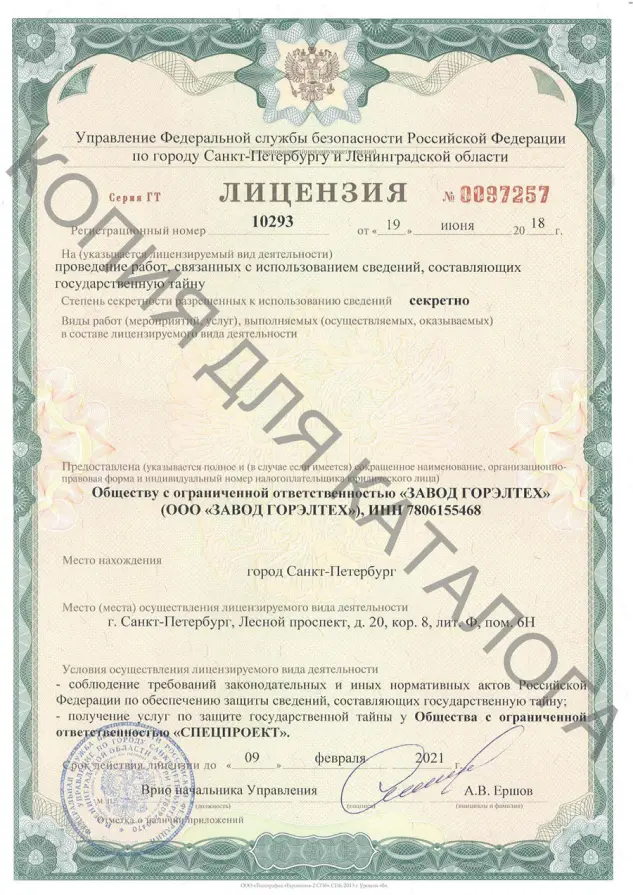 Управление Федеральной службы безопасности Российской Федерации
по городу Санкт-Петербургу и Ленинградской области
Серия ГТ ЛИЦЕНЗИЯ № 0097257
Регистрационный номер 10293 от «19» июня 2018 г.
На (указывается лицензируемый вид деятельности)
проведение работ, связанных с использованием сведений, составляющих
государственную тайну
Степень секретности разрешенных к использованию сведений секретно
Виды работ (мероприятий, услуг), выполняемых (осуществляемых, оказываемых)
в составе лицензируемого вида деятельности
Предоставлена (указывается полное и (в случае если имеется) сокращенное наименование, организационно-
правовая форма и индивидуальный номер налогоплательщика юридического лица)
Обществу с ограниченной ответственностью «ЗАВОД ГОРЭЛТЕХ»
(ООО «ЗАВОД ГОРЭЛТЕХ»), ИНН 7806155468
Место нахождения
город Санкт-Петербург
Место (места) осуществления лицензируемого вида деятельности
г. Санкт-Петербург, Лесной проспект, д. 20, кор. 8, лит. Ф, пом. 6Н
Условия осуществления лицензируемого вида деятельности
- соблюдение требований законодательных и иных нормативных актов Российской
Федерации по обеспечению защиты сведений, составляющих государственную тайну;
- получение услуг по защите государственной тайны у Общества с ограниченной
ответственностью «СПЕЦПРОЕКТ».
Срок действия лицензии до « 09 » февраля 2021 г.
Врио начальника Управления А.В. Ершов
(должность) (подпись) (инициалы и фамилия)
Отметка о наличии приложений
КОПИЯ ДЛЯ КАТАЛОГА